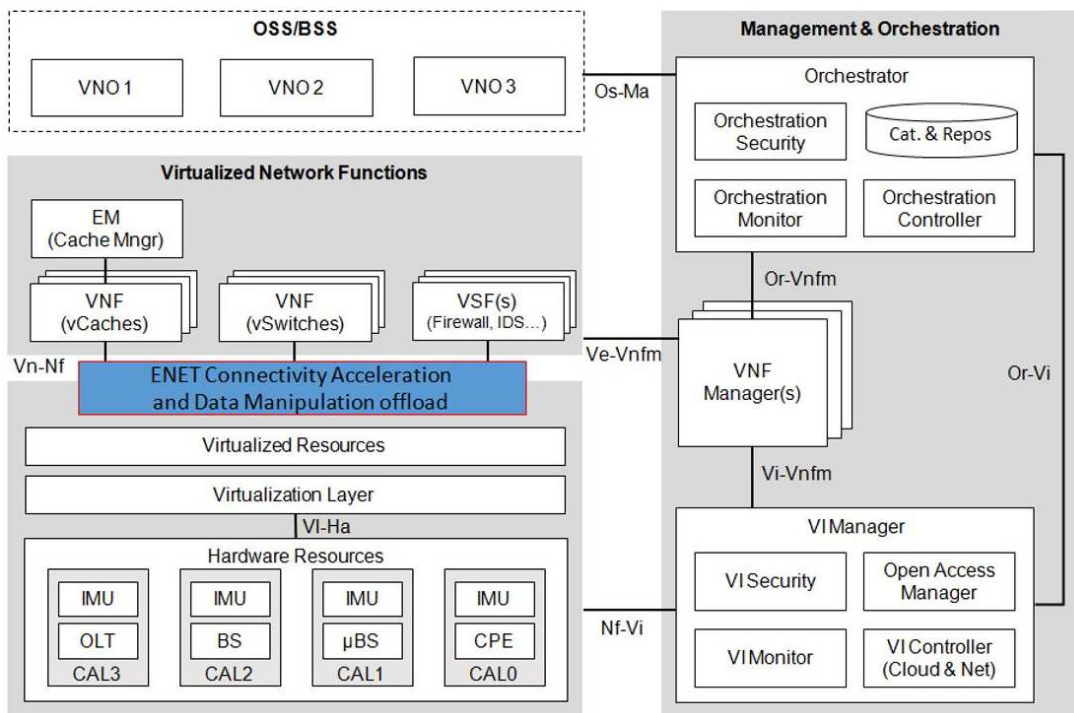 OSS/BSS
VNO 1
VNO 2
VNO 3
Os-Ma
Management & Orchestration
Orchestrator
Orchestration
Security
Cat. & Repos
Orchestration
Monitor
Orchestration
Controller
Virtualized Network Functions
EM
(Cache Mngr)
VNF
(vCaches)
VNF
(vSwitches)
VSF(s)
(Firewall, IDS...)
Or-Vnfm
Vn-Nf
Ve-Vnfm
VNF
Manager(s)
Or-Vi
ENET Connectivity Acceleration
and Data Manipulation offload
Virtualized Resources
Virtualization Layer
Vi-Vnfm
VI-Ha
Hardware Resources
IMU
OLT
CAL3
IMU
BS
CAL2
IMU
µBS
CAL1
IMU
CPE
CAL0
Nf-Vi
VI Manager
VI Security
Open Access
Manager
VI Monitor
VI Controller
(Cloud & Net)